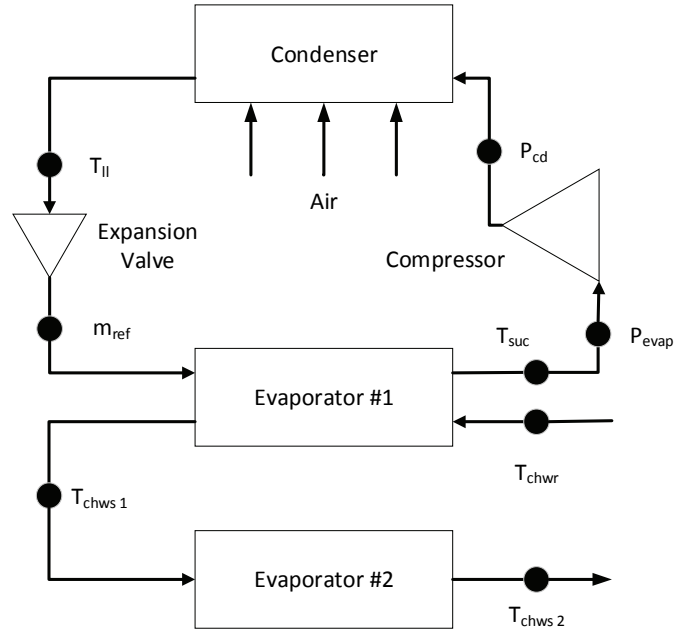 Condenser
P_cd
T_ll
Air
Expansion
Valve
Compressor
m_ref
T_suc
P_evap
Evaporator #1
T_chwr
T_chws 1
Evaporator #2
T_chws 2